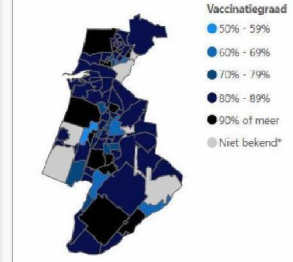 Vaccinatiegraad
50% - 59%
60% - 69%
70% - 79%
80% - 89%
90% of meer
Niet bekend*